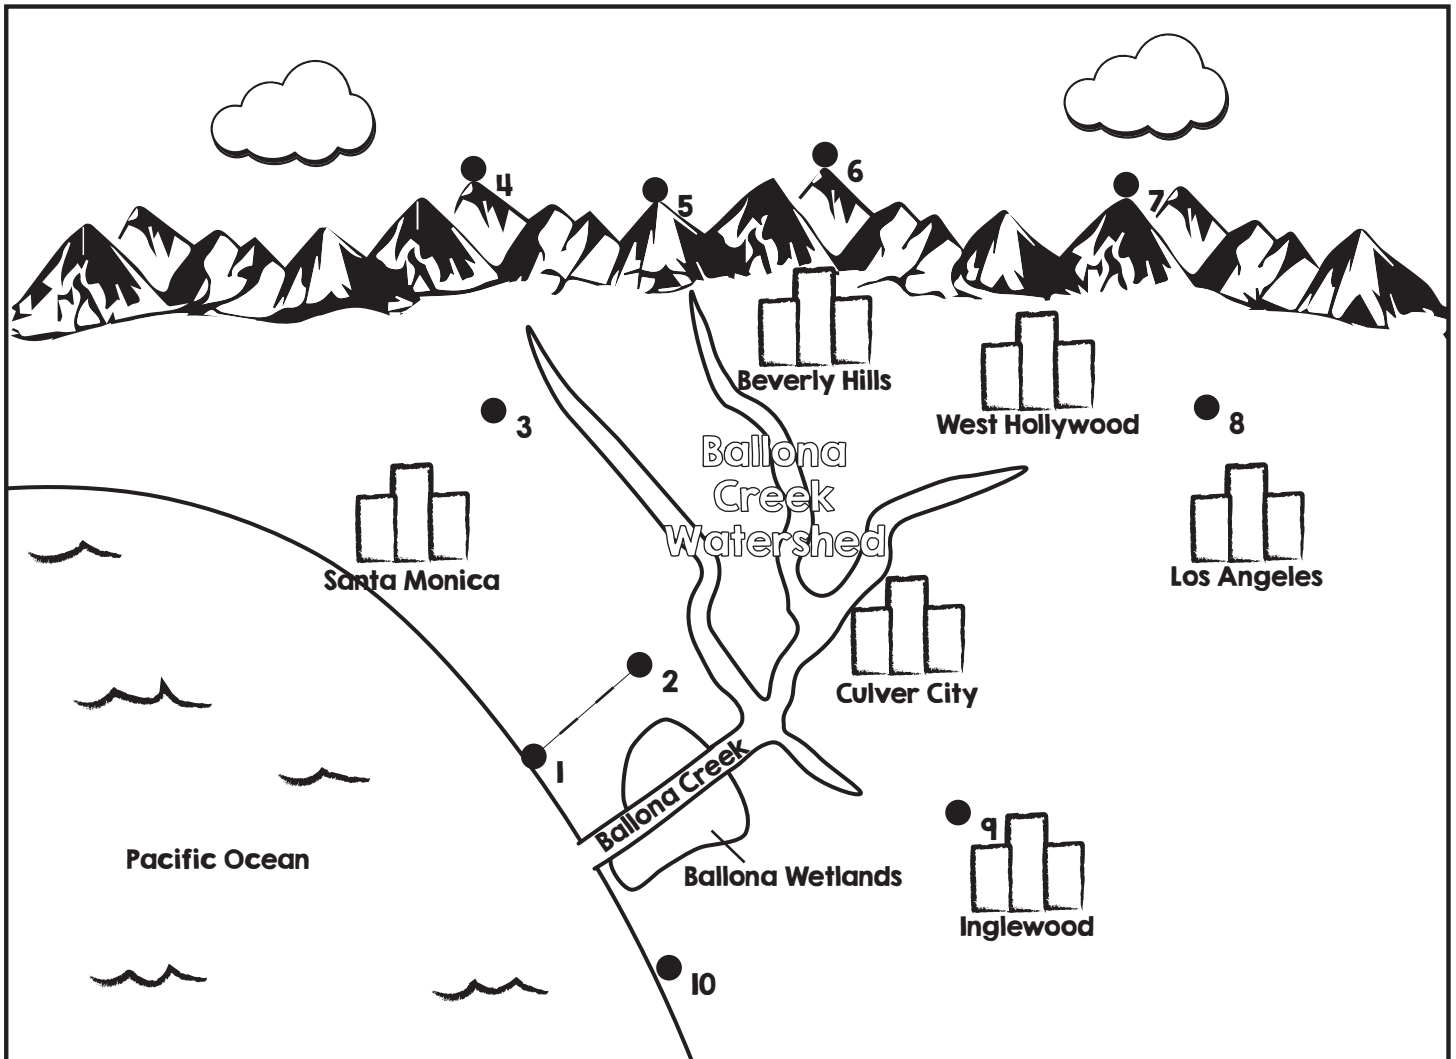 4
5
6
7
Beverly Hills
West Hollywood
3
8
Ballona
Creek
Watershed
Santa Monica
Los Angeles
2
Culver City
1
Ballona Creek
9
Pacific Ocean
Ballona Wetlands
Inglewood
10